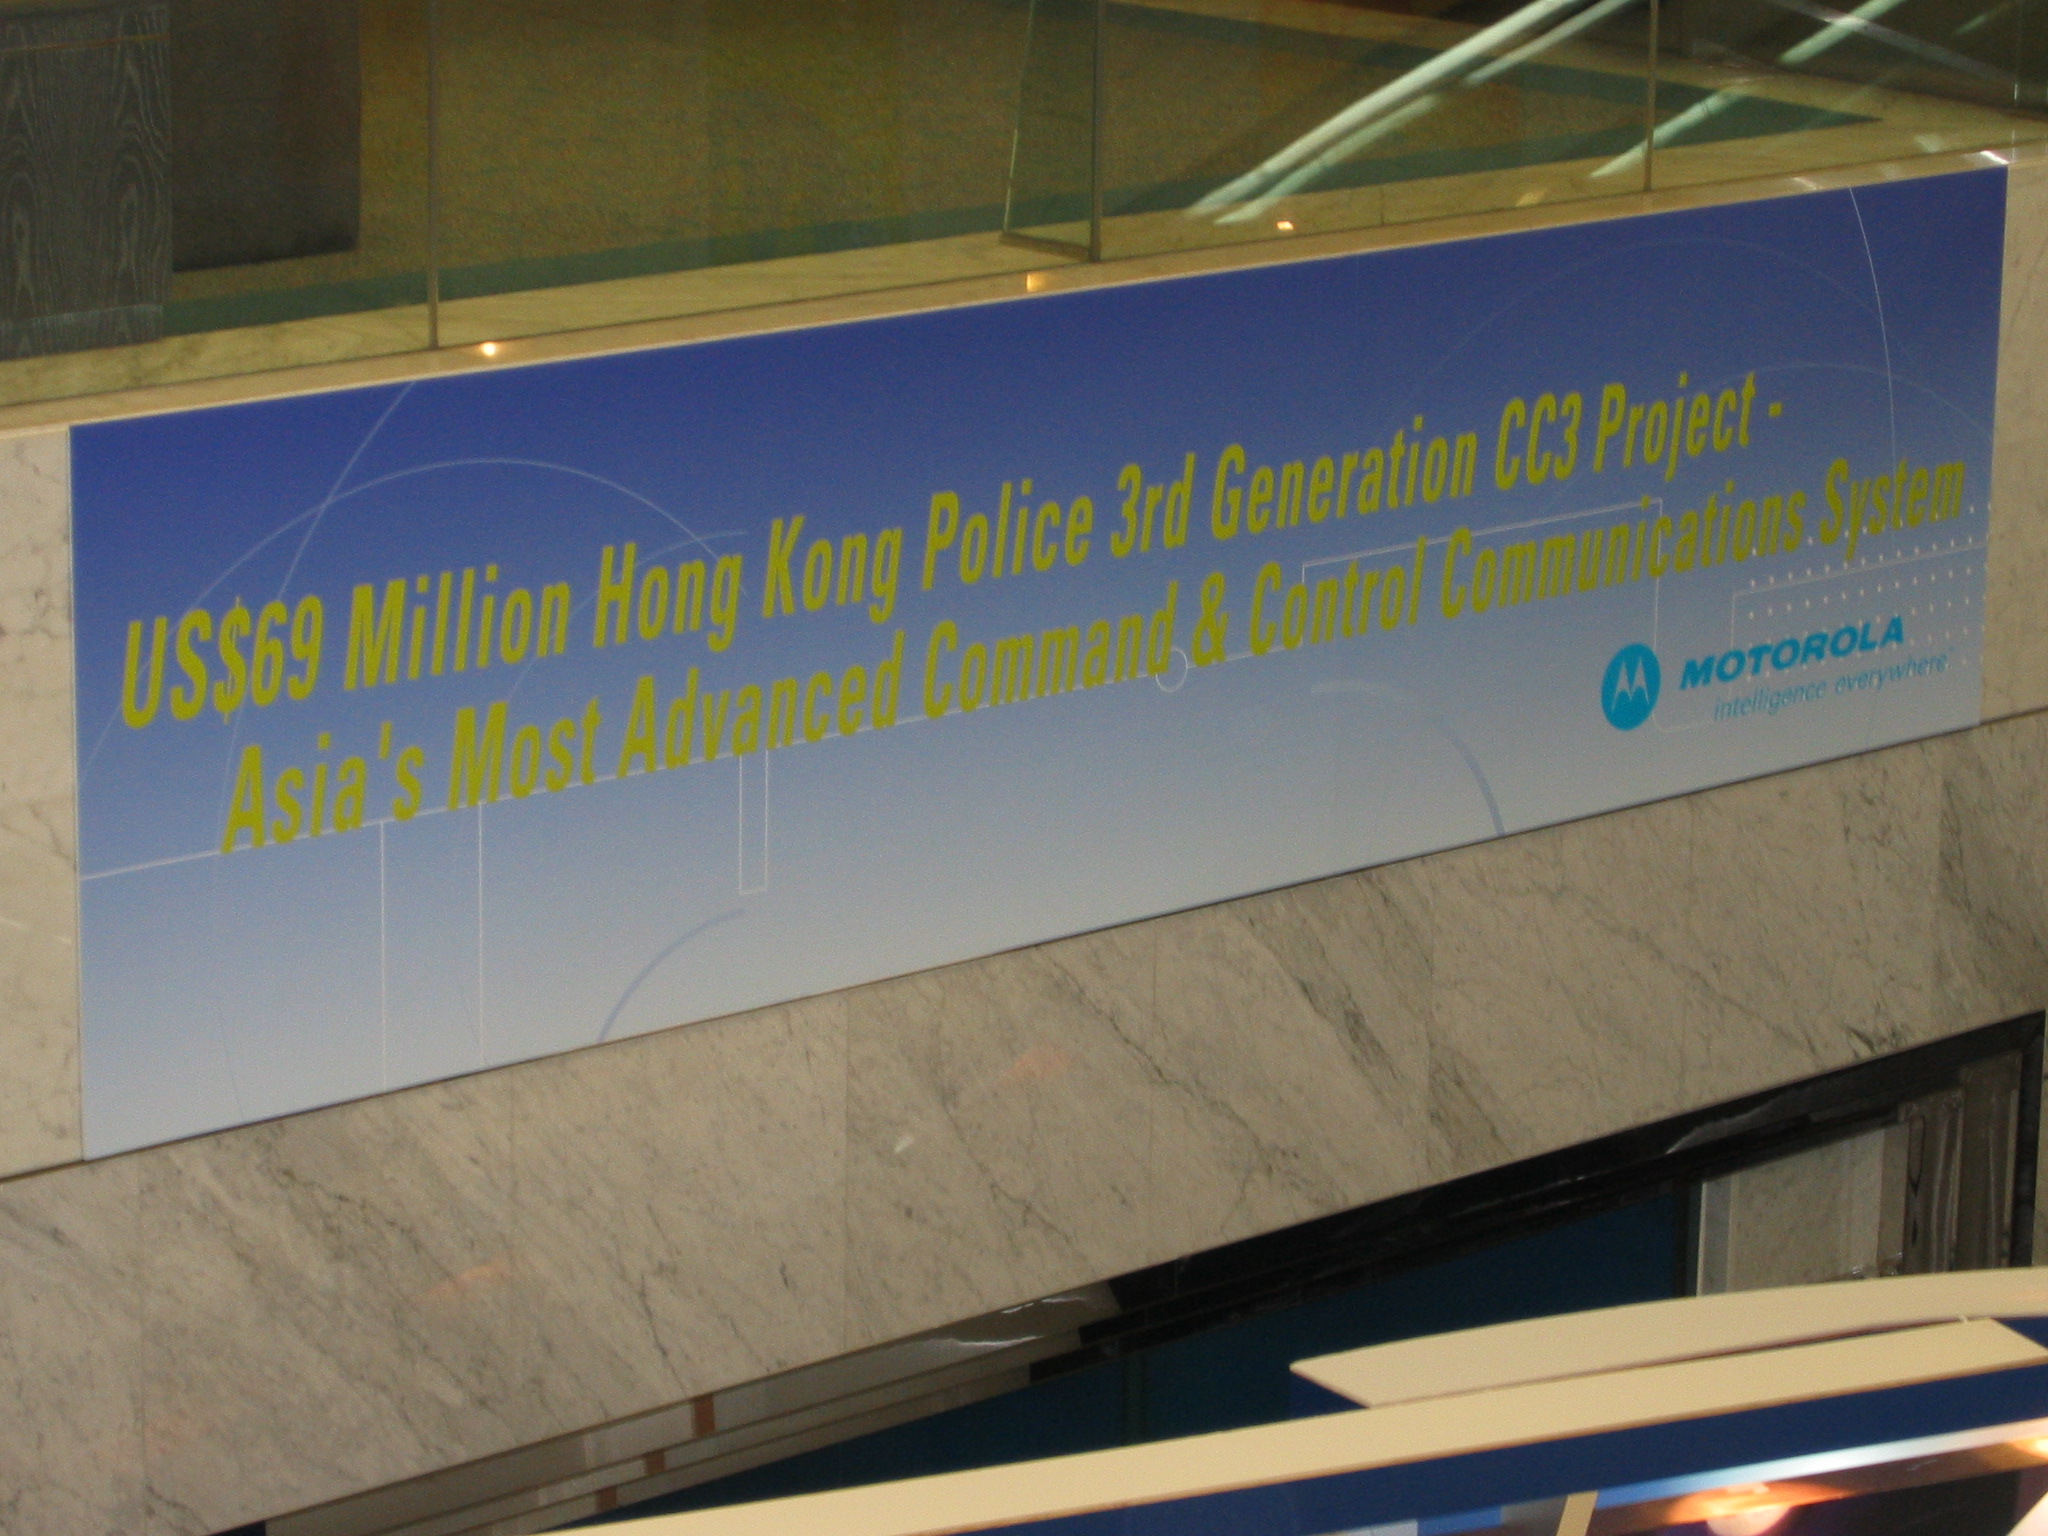 US$69 Million Hong Kong Police 3rd Generation CC3 Project -
Asia's Most Advanced Command & Control Communications System
MOTOROLA
intelligence everywhere